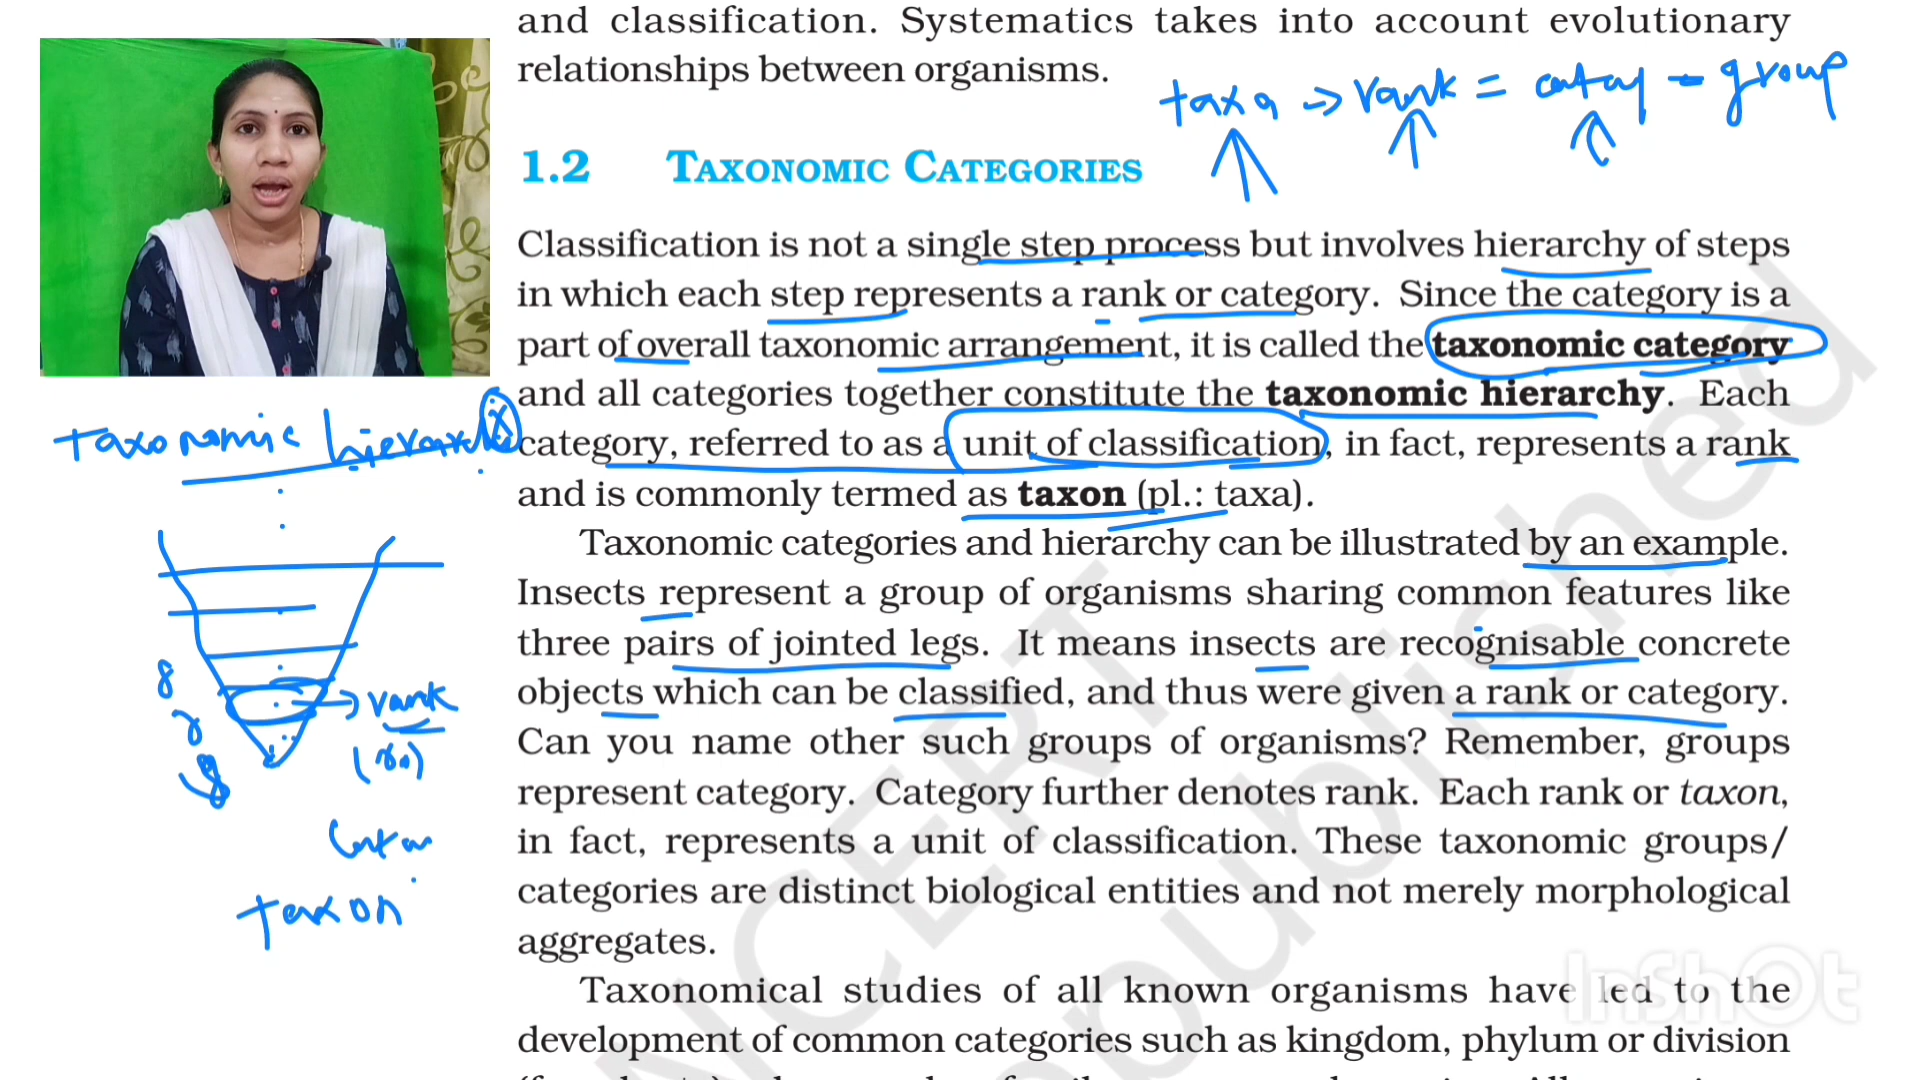 and classification. Systematics takes into account evolutionary
relationships between organisms.
taxa → rank = - group
1.2 TAXONOMIC CATEGORIES
Classification is not a single step process but involves hierarchy of steps
in which each step represents a rank or category. Since the category is a
part of overall taxonomic arrangement, it is called the taxonomic category
and all categories together constitute the taxonomic hierarchy. Each
category, referred to as a unit of classification, in fact, represents a rank
and is commonly termed as taxon (pl.: taxa).
Taxonomic categories and hierarchy can be illustrated by an example.
Insects represent a group of organisms sharing common features like
three pairs of jointed legs. It means insects are recognisable concrete
objects which can be classified, and thus were given a rank or category.
Can you name other such groups of organisms? Remember, groups
represent category. Category further denotes rank. Each rank or taxon,
in fact, represents a unit of classification. These taxonomic groups/
categories are distinct biological entities and not merely morphological
aggregates.
Taxonomical studies of all known organisms have led to the
development of common categories such as kingdom, phylum or division
taxonomic
→ rank
taxon
NCERT
published
InShOt